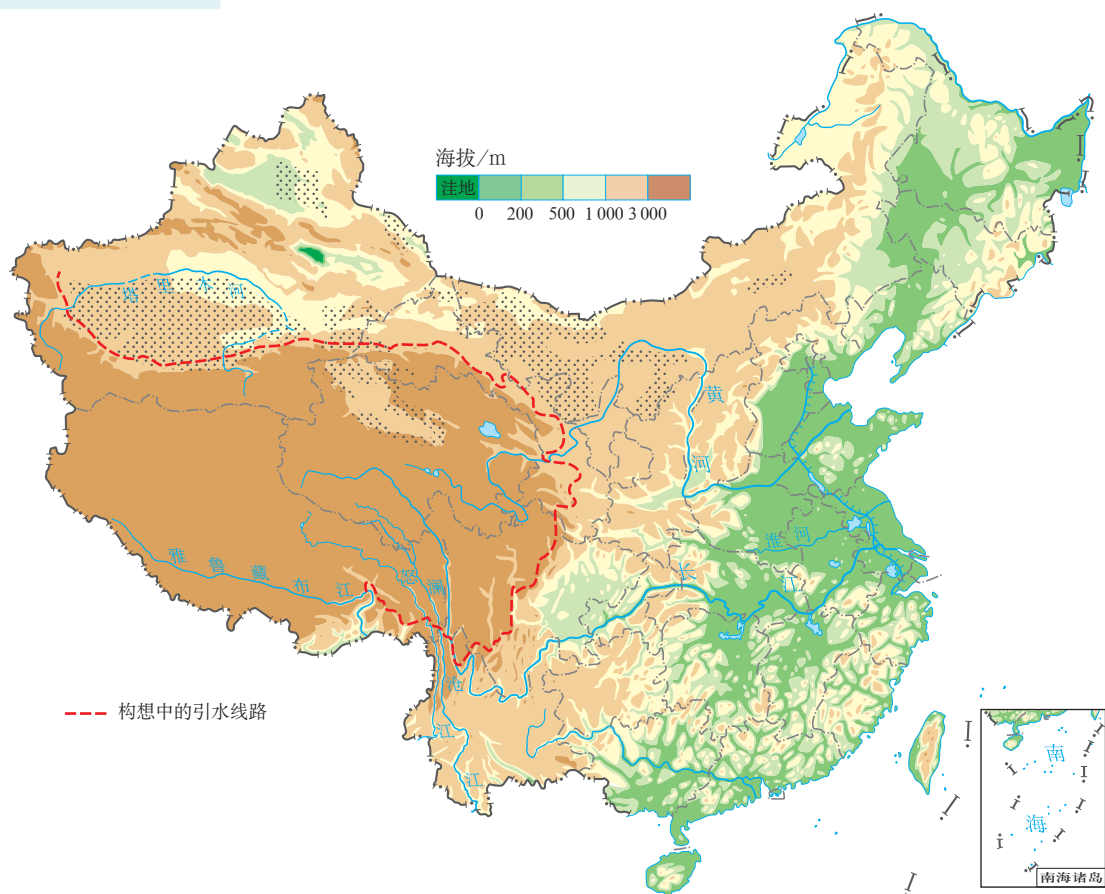 海拔/m
洼地
0 200 500 1 000 3 000
塔里木河
黄河
淮河
长江
雅鲁藏布江
怒江
澜沧江
构想中的引水线路
南海
南海诸岛